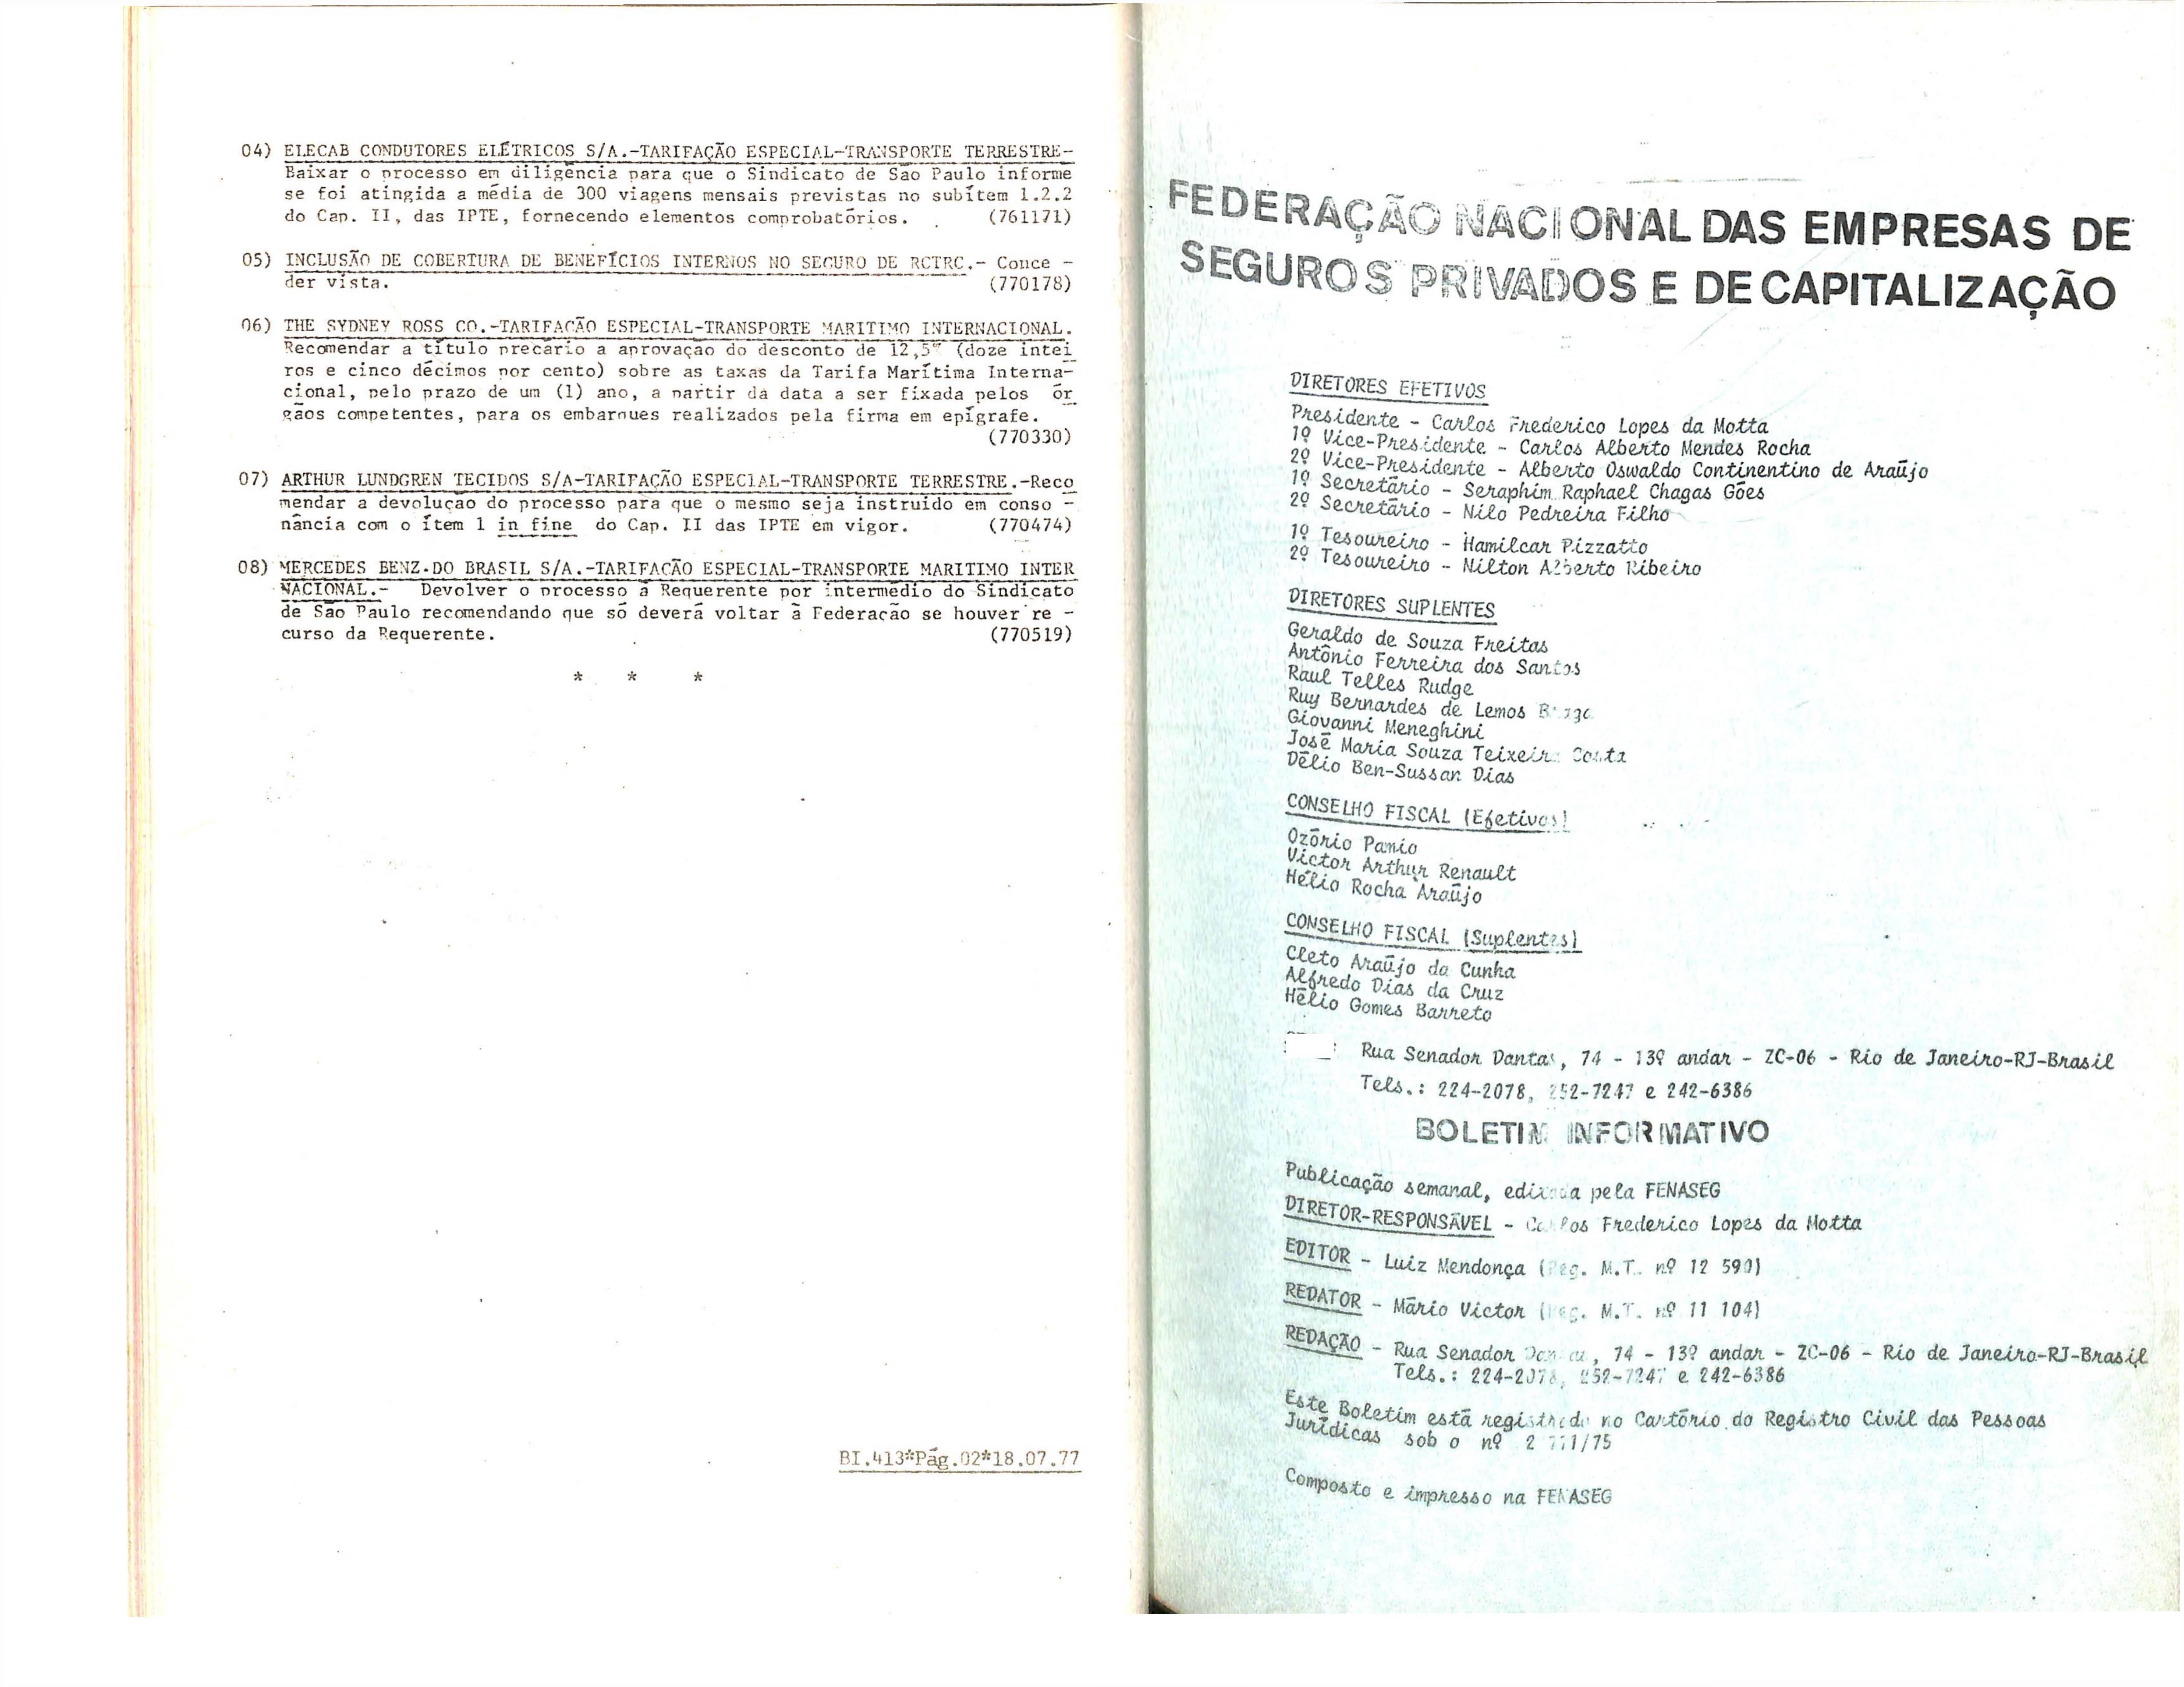 04) ELECAB CONDUTORES ELÉTRICOS S/A.-TARIFAÇÃO ESPECIAL-TRANSPORTE TERRESTRE-
Baixar o processo em diligência para que o Sindicato de São Paulo informe
se foi atingida a média de 300 viagens mensais previstas no subítem 1.2.2
do Cap. II, das IPTE, fornecendo elementos comprobatórios. (761171)
05) INCLUSÃO DE COBERTURA DE BENEFÍCIOS INTERNOS NO SEGURO DE RCTRC.- Conce -
der vista. (770178)
06) THE SYDNEY ROSS CO.-TARIFAÇÃO ESPECIAL-TRANSPORTE MARITIMO INTERNACIONAL.
Recomendar a título precário a aprovação do desconto de 12,5% (doze intei
ros e cinco décimos por cento) sobre as taxas da Tarifa Marítima Interna-
cional, pelo prazo de um (1) ano, a partir da data a ser fixada pelos ór
gãos competentes, para os embarques realizados pela firma em epígrafe.
(770330)
07) ARTHUR LUNDGREN TECIDOS S/A-TARIFAÇÃO ESPECIAL-TRANSPORTE TERRESTRE.-Reco
mendar a devolução do processo para que o mesmo seja instruído em conso -
nância com o ítem 1 in fine do Cap. II das IPTE em vigor. (770474)
08) MERCEDES BENZ.DO BRASIL S/A.-TARIFAÇÃO ESPECIAL-TRANSPORTE MARITIMO INTER
NACIONAL.- Devolver o processo à Requerente por intermédio do Sindicato
de São Paulo recomendando que só deverá voltar à Federação se houver re -
curso da Requerente. (770519)
* * *
BI.413*Pág.02*18.07.77
FEDERAÇÃO NACIONAL DAS EMPRESAS DE
SEGUROS PRIVADOS E DE CAPITALIZAÇÃO
DIRETORES EFETIVOS
Presidente - Carlos Frederico Lopes da Motta
1º Vice-Presidente - Carlos Alberto Mendes Rocha
2º Vice-Presidente - Alberto Oswaldo Continentino de Araújo
1º Secretário - Seraphim Raphael Chagas Góes
2º Secretário - Nilo Pedreira Filho
1º Tesoureiro - Hamilcar Pizzatto
2º Tesoureiro - Nilton Alberto Ribeiro
DIRETORES SUPLENTES
Geraldo de Souza Freitas
Antônio Ferreira dos Santos
Raul Telles Rudge
Ruy Bernardes de Lemos Braga
Giovanni Meneghini
José Maria Souza Teixeira Costa
Délio Ben-Sussan Dias
CONSELHO FISCAL (Efetivos)
Ozório Pamio
Victor Arthur Renault
Hélio Rocha Araújo
CONSELHO FISCAL (Suplentes)
Cleto Araújo da Cunha
Alfredo Dias da Cruz
Hélio Gomes Barreto
Rua Senador Dantas, 74 - 13º andar - ZC-06 - Rio de Janeiro-RJ-Brasil
Tels.: 224-2078, 252-7247 e 242-6386
BOLETIM INFORMATIVO
Publicação semanal, editada pela FENASEG
DIRETOR-RESPONSÁVEL - Carlos Frederico Lopes da Motta
EDITOR - Luiz Mendonça (Reg. M.T. nº 12 590)
REDATOR - Mário Victor (Reg. M.T. nº 11 104)
REDAÇÃO - Rua Senador Dantas, 74 - 13º andar - ZC-06 - Rio de Janeiro-RJ-Brasil
Tels.: 224-2078, 252-7247 e 242-6386
Este Boletim está registrado no Cartório do Registro Civil das Pessoas
Jurídicas sob o nº
Composto e impresso na FENASEG